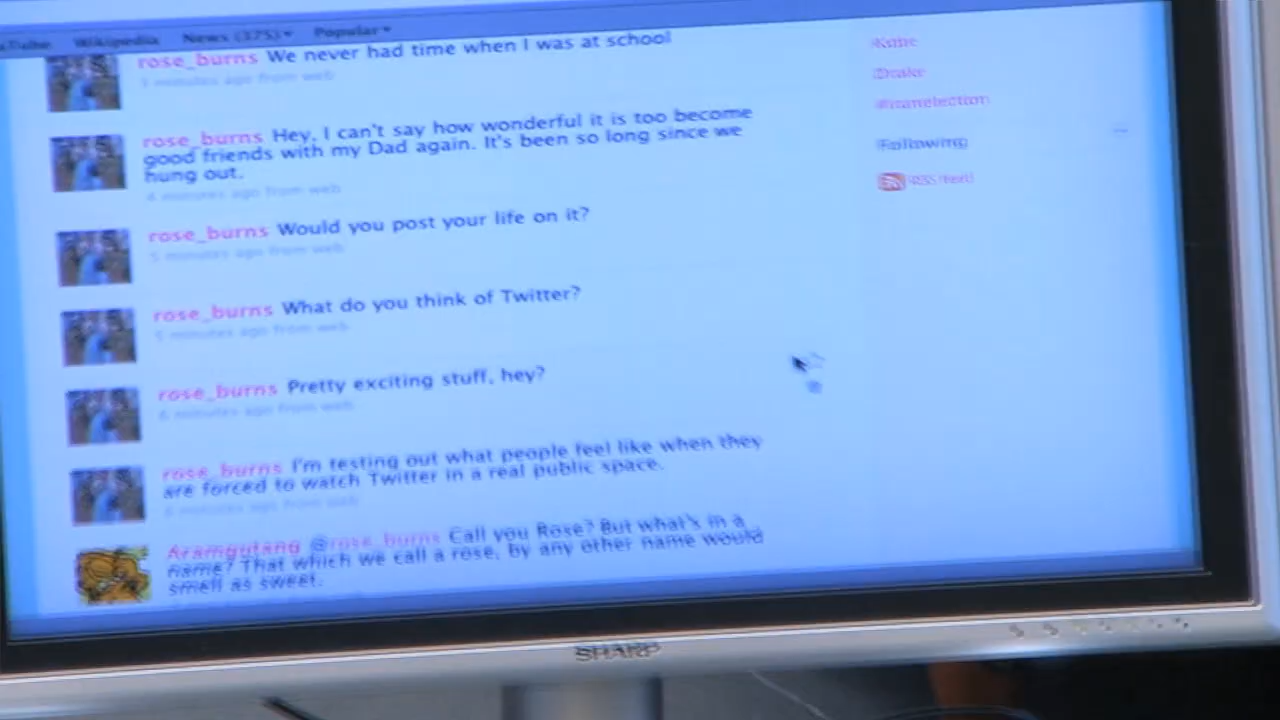 Wikipedia News (375) Popular
rose_burns We never had time when I was at school
3 minutes ago from web
rose_burns Hey, I can't say how wonderful it is too become
good friends with my Dad again. It's been so long since we
hung out.
4 minutes ago from web
rose_burns Would you post your life on it?
5 minutes ago from web
rose_burns What do you think of Twitter?
5 minutes ago from web
rose_burns Pretty exciting stuff, hey?
6 minutes ago from web
rose_burns I'm testing out what people feel like when they
are forced to watch Twitter in a real public space.
6 minutes ago from web
Aramgutang @rose_burns Call you Rose? But what's in a
name? That which we call a rose, by any other name would
smell as sweet.
Drake
#iranelection
Following
RSS feed
SHARP